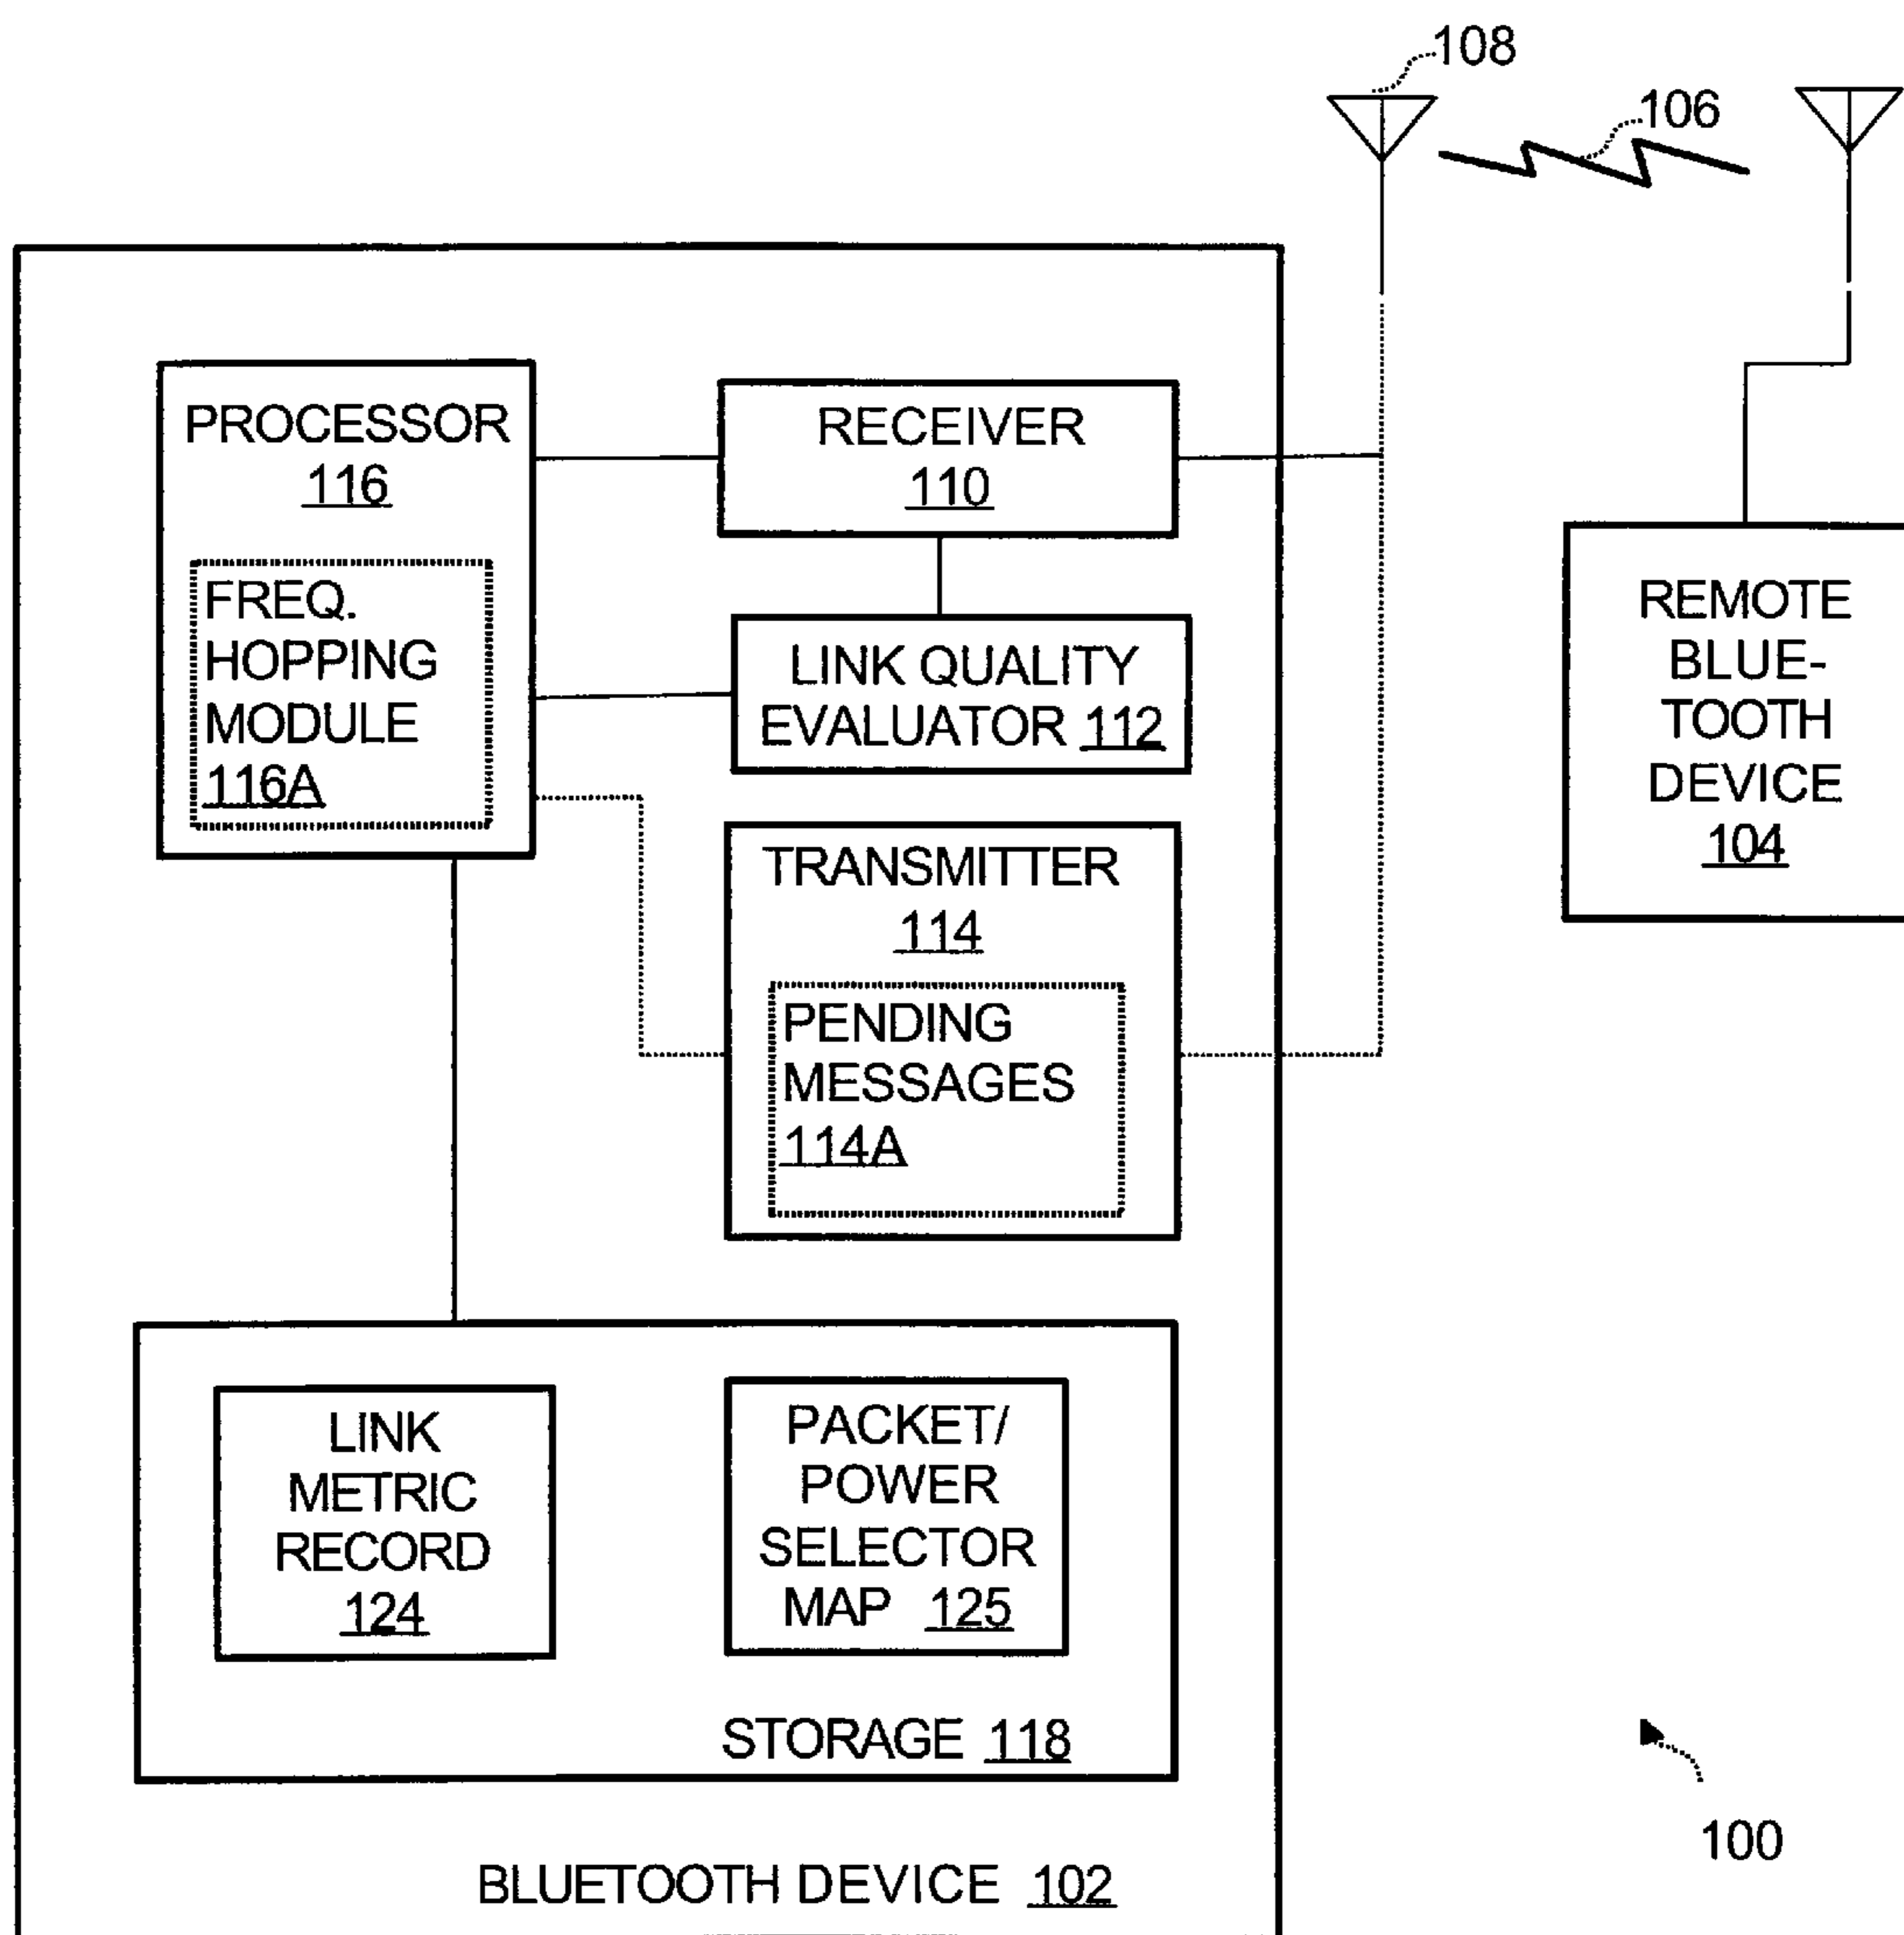 108
106
PROCESSOR
116
FREQ.
HOPPING
MODULE
116A
RECEIVER
110
LINK QUALITY
EVALUATOR 112
TRANSMITTER
114
PENDING
MESSAGES
114A
REMOTE
BLUE-
TOOTH
DEVICE
104
LINK
METRIC
RECORD
124
PACKET/
POWER
SELECTOR
MAP 125
STORAGE 118
BLUETOOTH DEVICE 102
100